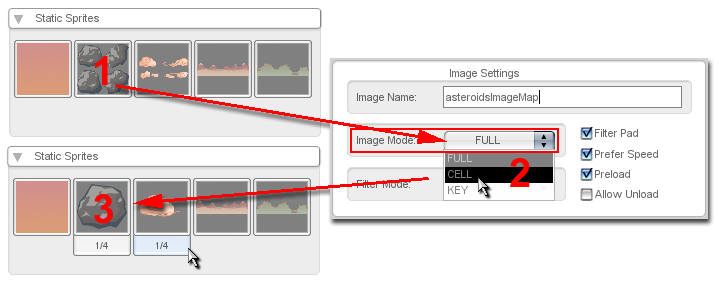 Static Sprites
1
Image Settings
Image Name: asteroidsImageMap
Image Mode: FULL
FULL
CELL
KEY
2
Filter Mode:
Filter Pad
Prefer Speed
Preload
Allow Unload
Static Sprites
3
1/4 1/4